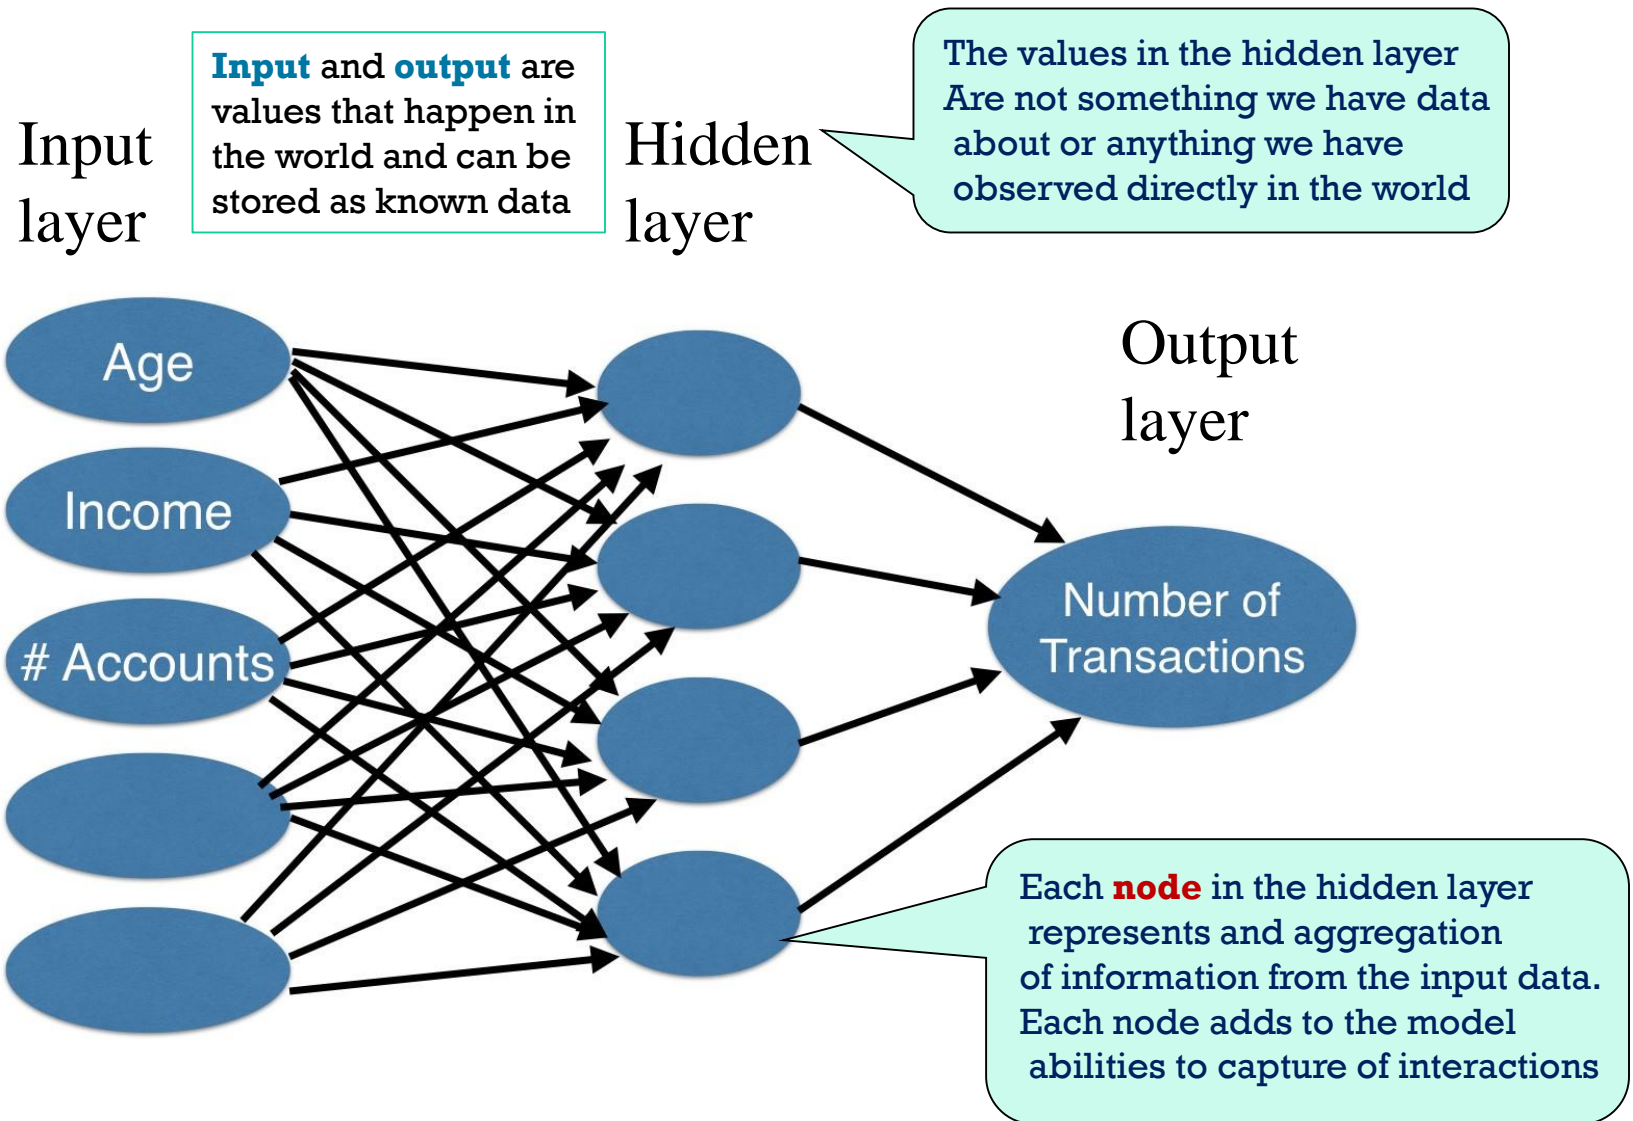 Input and output are
values that happen in
the world and can be
stored as known data
The values in the hidden layer
Are not something we have data
about or anything we have
observed directly in the world
Input
layer
Hidden
layer
Output
layer
Age
Income
# Accounts
Number of
Transactions
Each node in the hidden layer
represents and aggregation
of information from the input data.
Each node adds to the model
abilities to capture of interactions